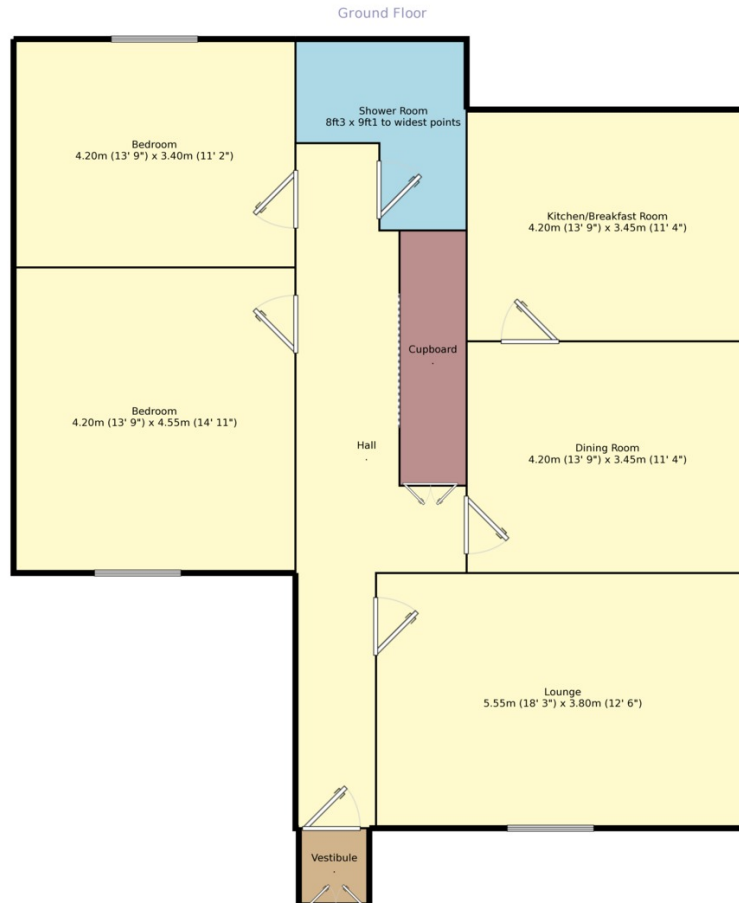 Ground Floor
Shower Room
8ft3 x 9ft1 to widest points
Bedroom
4.20m (13' 9") x 3.40m (11' 2")
Kitchen/Breakfast Room
4.20m (13' 9") x 3.45m (11' 4")
Cupboard
.
Bedroom
4.20m (13' 9") x 4.55m (14' 11")
Hall
.
Dining Room
4.20m (13' 9") x 3.45m (11' 4")
Lounge
5.55m (18' 3") x 3.80m (12' 6")
Vestibule
.